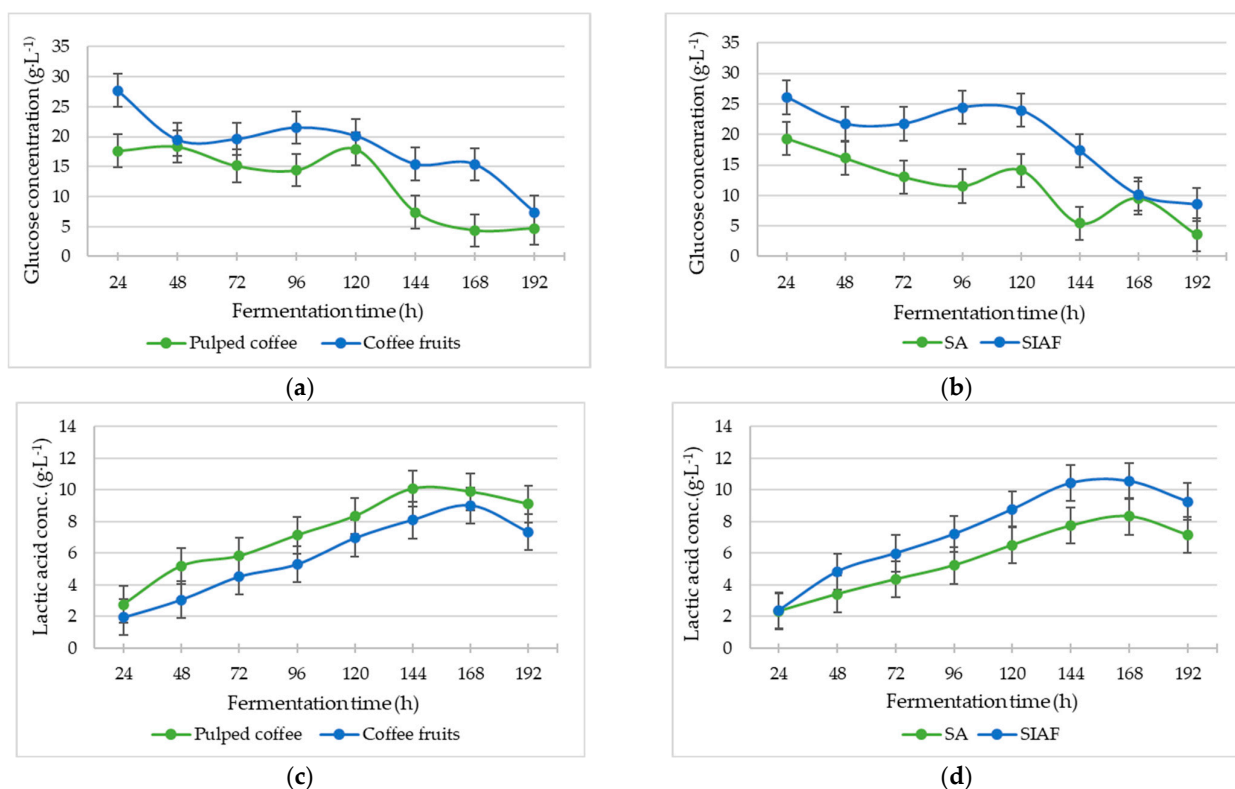 Glucose concentration (g·L⁻¹)
35
30
25
20
15
10
5
0
24 48 72 96 120 144 168 192
Fermentation time (h)
Pulped coffee Coffee fruits
(a)
Glucose concenration (g·L⁻¹)
35
30
25
20
15
10
5
0
24 48 72 96 120 144 168 192
Fermentation time (h)
SA SIAF
(b)
Lactic acid conc. (g·L⁻¹)
14
12
10
8
6
4
2
0
24 48 72 96 120 144 168 192
Fermentation time (h)
Pulped coffee Coffee fruits
(c)
Lactic acid conc.(g·L⁻¹)
14
12
10
8
6
4
2
0
24 48 72 96 120 144 168 192
Fermentation time (h)
SA SIAF
(d)